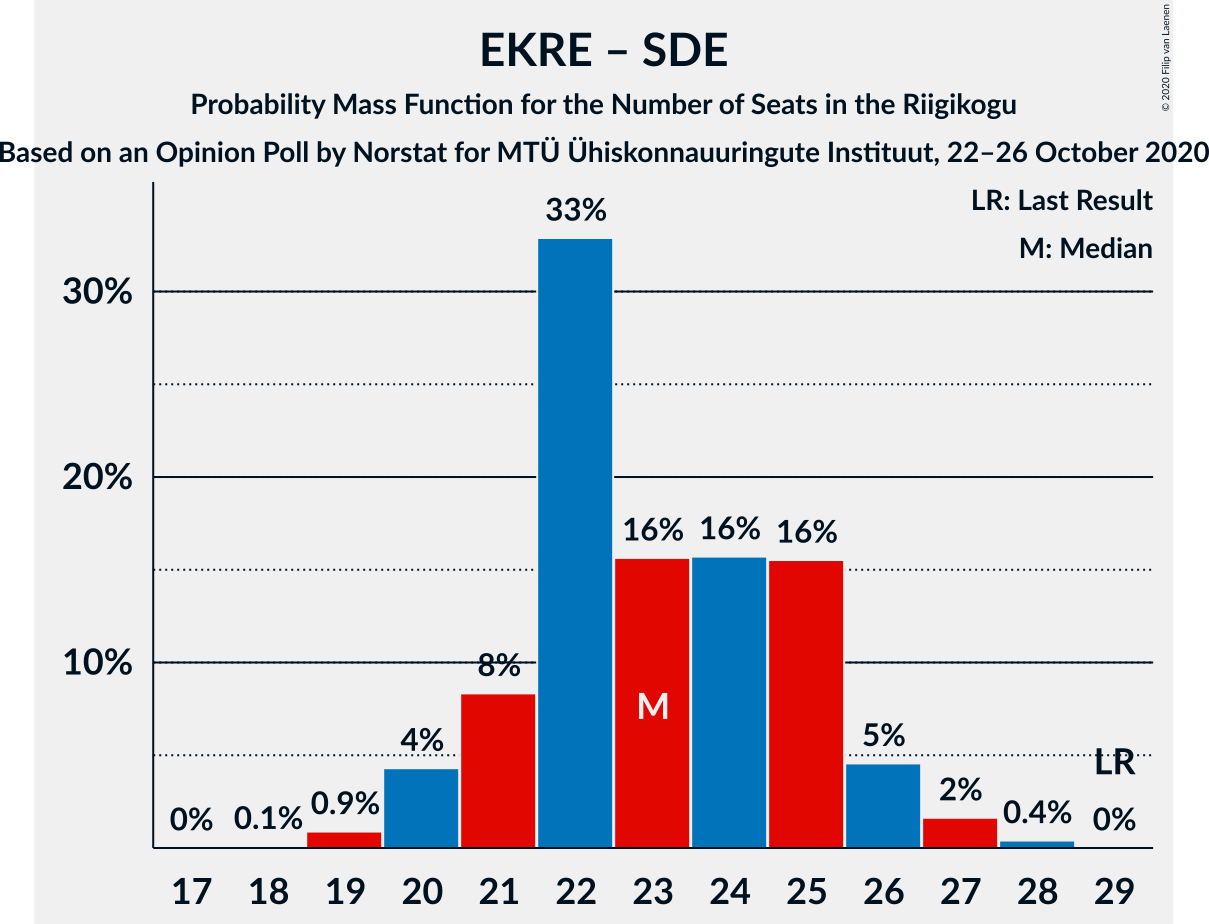 EKRE – SDE
Probability Mass Function for the Number of Seats in the Riigikogu
Based on an Opinion Poll by Norstat for MTÜ Ühiskonnauuringute Instituut, 22–26 October 2020
© 2020 Filip van Laenen
LR: Last Result
M: Median
33%
30%
20%
16% 16% 16%
10%
8%
M
4%
5%
LR
0% 0.1% 0.9%
2% 0.4% 0%
17 18 19 20 21 22 23 24 25 26 27 28 29